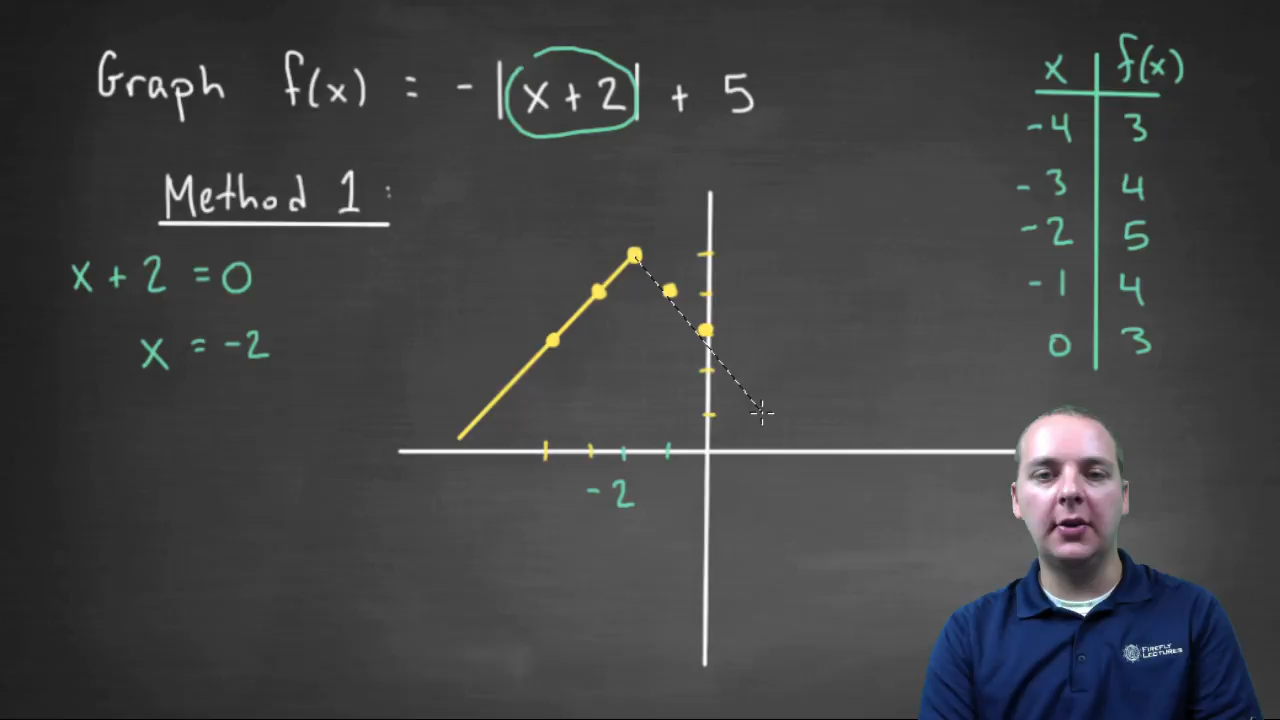 Graph f(x) = - |x + 2| + 5
Method 1:
x + 2 = 0
x = -2
-2
x f(x)
-4 3
-3 4
-2 5
-1 4
0 3
FIREFLY
LECTURES